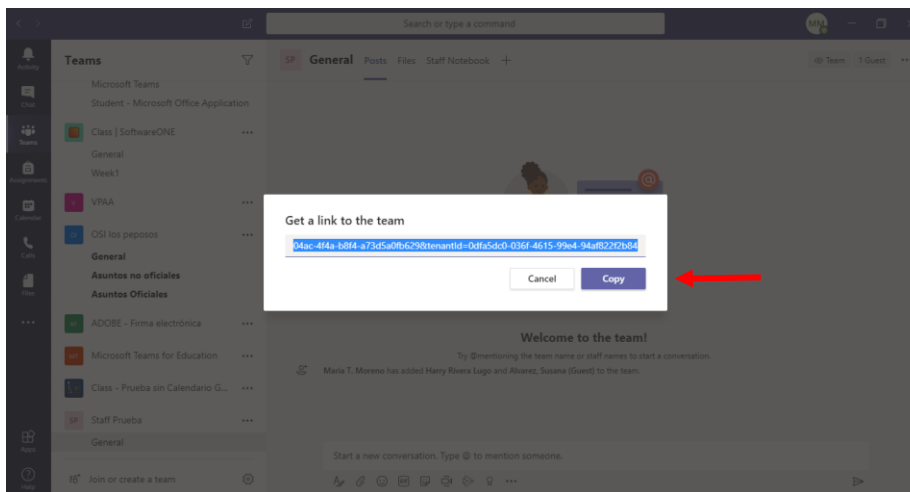 Search or type a command
MM
Activity
Chat
Teams
Assignments
Calendar
Calls
Files
Apps
Help
Teams
Microsoft Teams
Student - Microsoft Office Application
Class | SoftwareONE
General
Week1
VPAA
OSI los peposos
General
Asuntos no oficiales
Asuntos Oficiales
ADOBE - Firma electrónica
Microsoft Teams for Education
Class - Prueba sin Calendario G...
SP Staff Prueba
General
Join or create a team
SP General Posts Files Staff Notebook +
Team 1 Guest
Get a link to the team
04ac-4f4a-b8f4-a73d5a0fb629&tenantId=0dfa5dc0-036f-4615-99e4-94af822f2b84
Cancel Copy
Welcome to the team!
Try @mentioning the team name or staff names to start a conversation.
Maria T. Moreno has added Harry Rivera Lugo and Alvarez, Susana (Guest) to the team.
Start a new conversation. Type @ to mention someone.